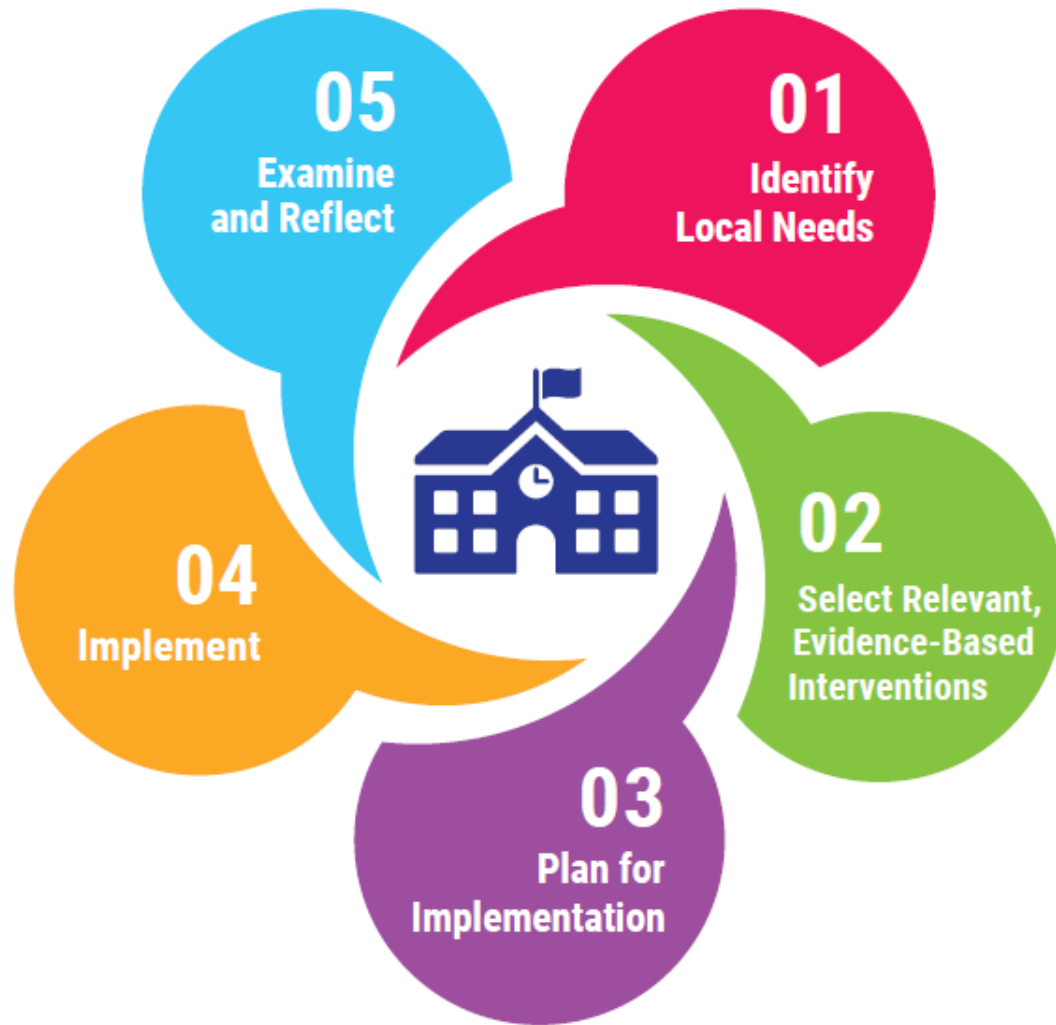 01
Identify
Local Needs
02
Select Relevant,
Evidence-Based
Interventions
03
Plan for
Implementation
04
Implement
05
Examine
and Reflect